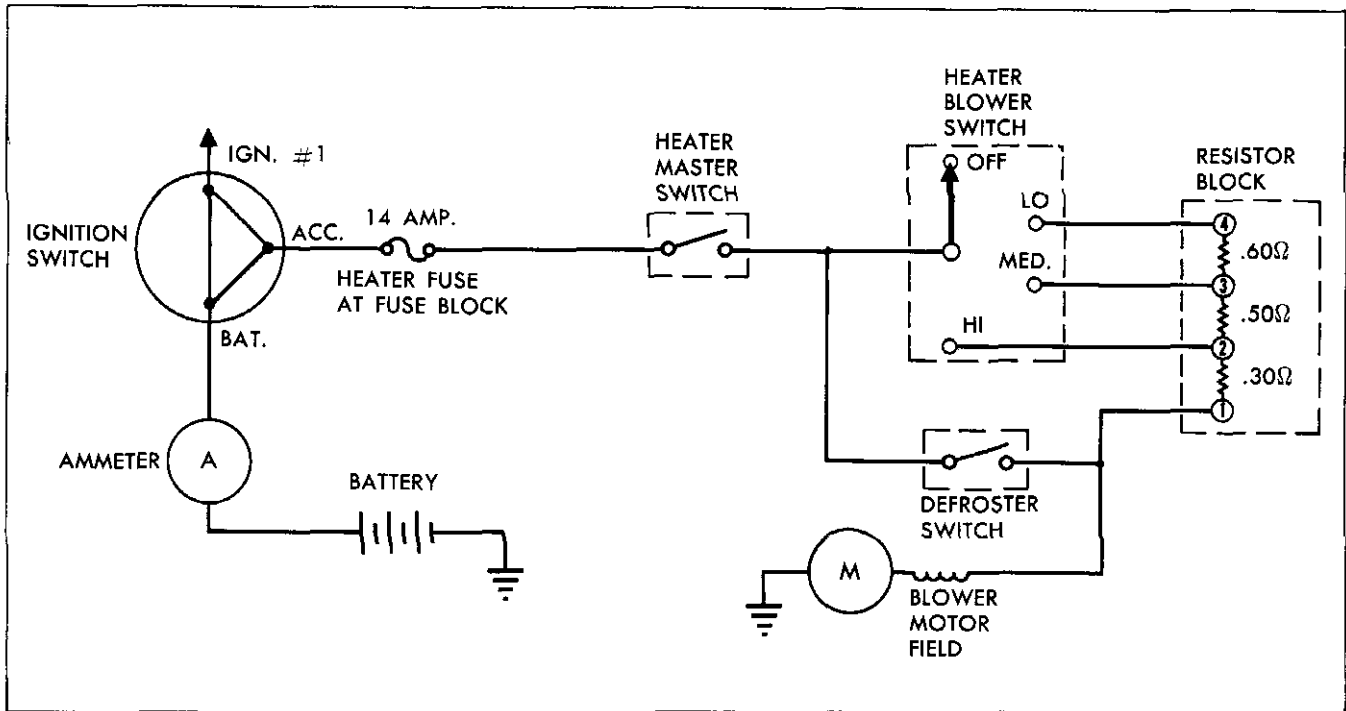 IGN. #1
IGNITION
SWITCH
ACC.
BAT.
14 AMP.
HEATER FUSE
AT FUSE BLOCK
AMMETER
A
BATTERY
HEATER
MASTER
SWITCH
HEATER
BLOWER
SWITCH
OFF
LO
MED.
HI
RESISTOR
BLOCK
4
.60Ω
3
.50Ω
2
.30Ω
1
DEFROSTER
SWITCH
M
BLOWER
MOTOR
FIELD